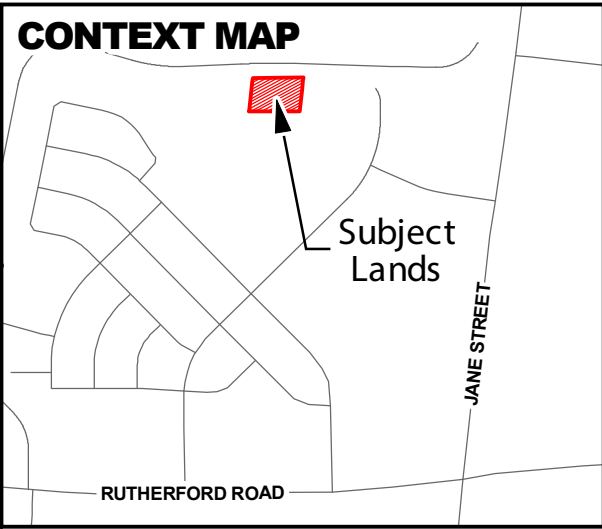 CONTEXT MAP
Subject
Lands
JANE STREET
RUTHERFORD ROAD